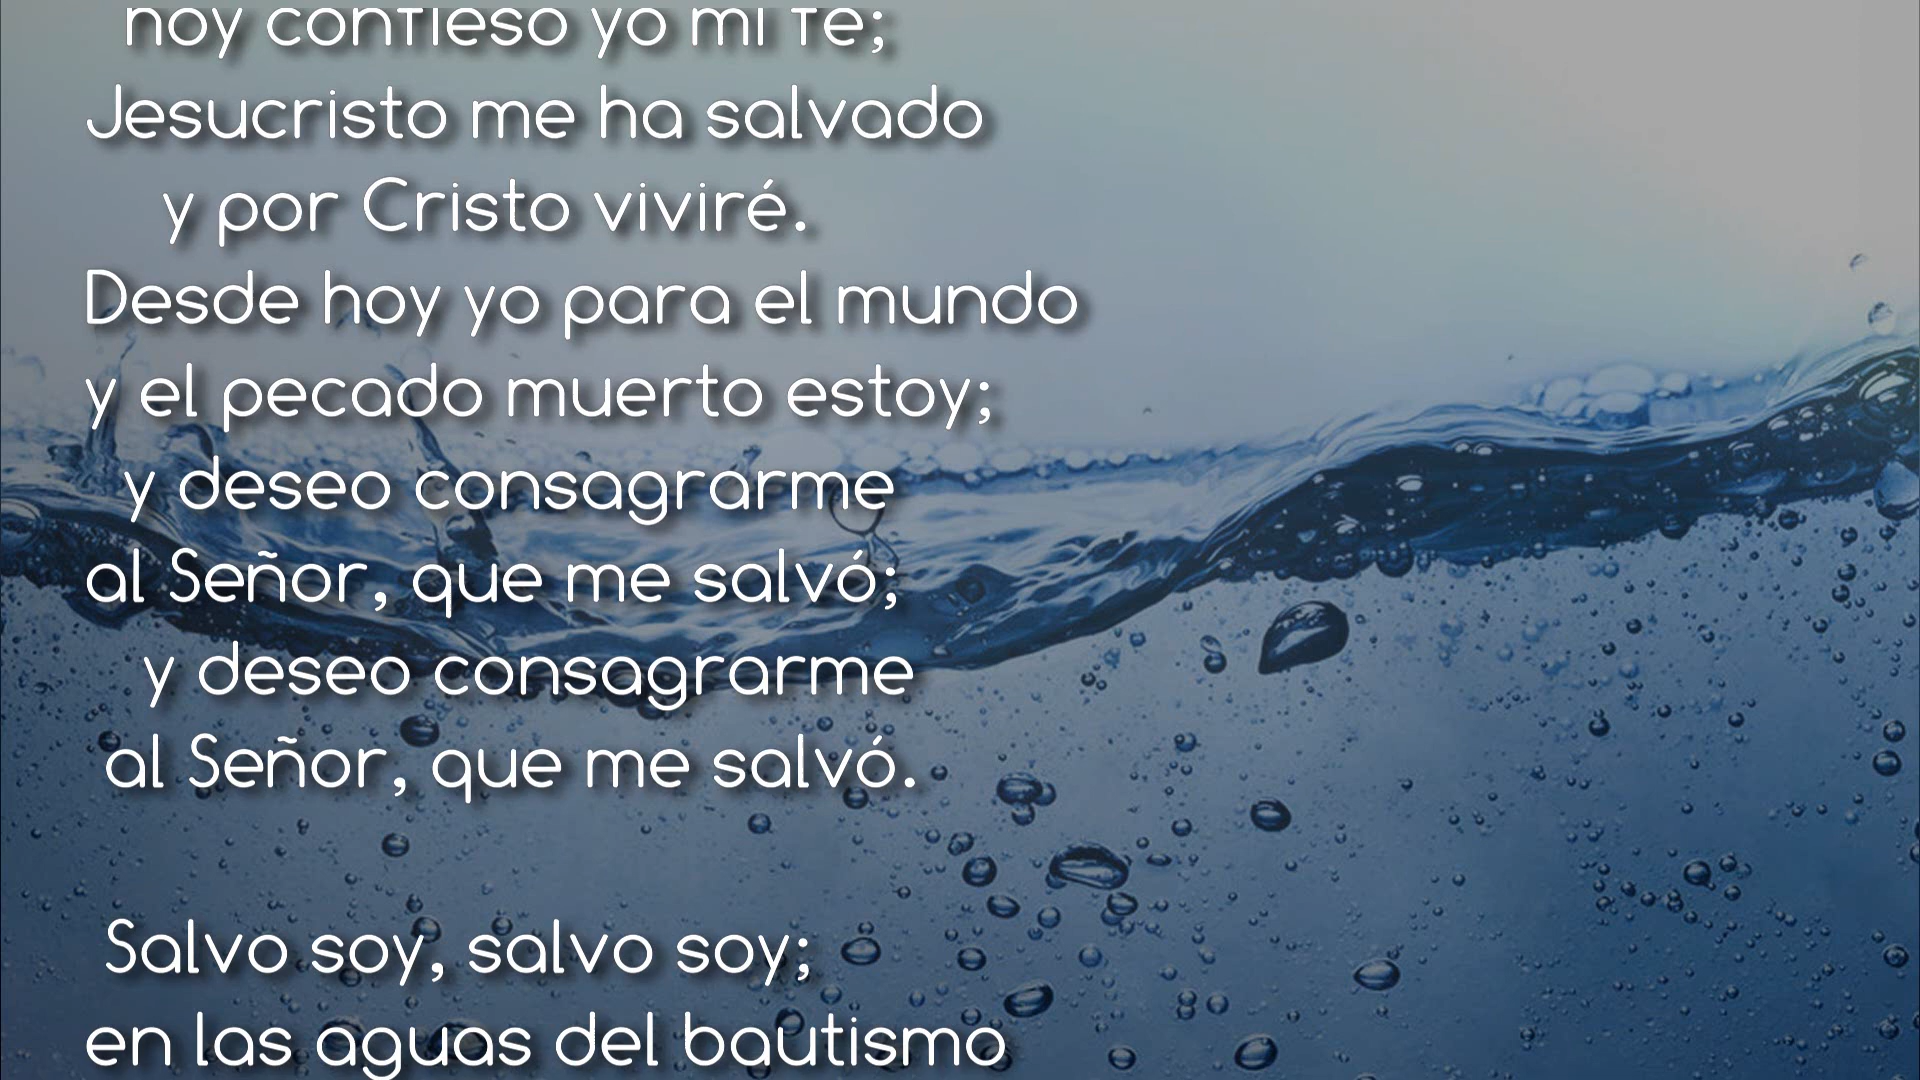 hoy confieso yo mi fe;
Jesucristo me ha salvado
y por Cristo viviré.
Desde hoy yo para el mundo
y el pecado muerto estoy;
y deseo consagrarme
al Señor, que me salvó;
y deseo consagrarme
al Señor, que me salvó.
Salvo soy, salvo soy;
en las aguas del bautismo